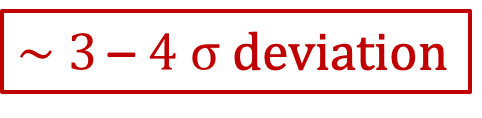 ~ 3 – 4 σ deviation